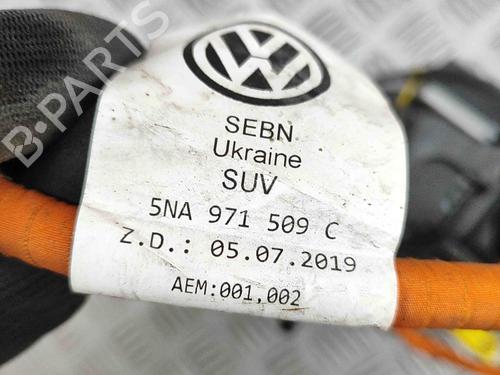 B-PARTS
SEBN
Ukraine
SUV
5NA 971 509 C
Z.D.: 05.07.2019
AEM:001,002